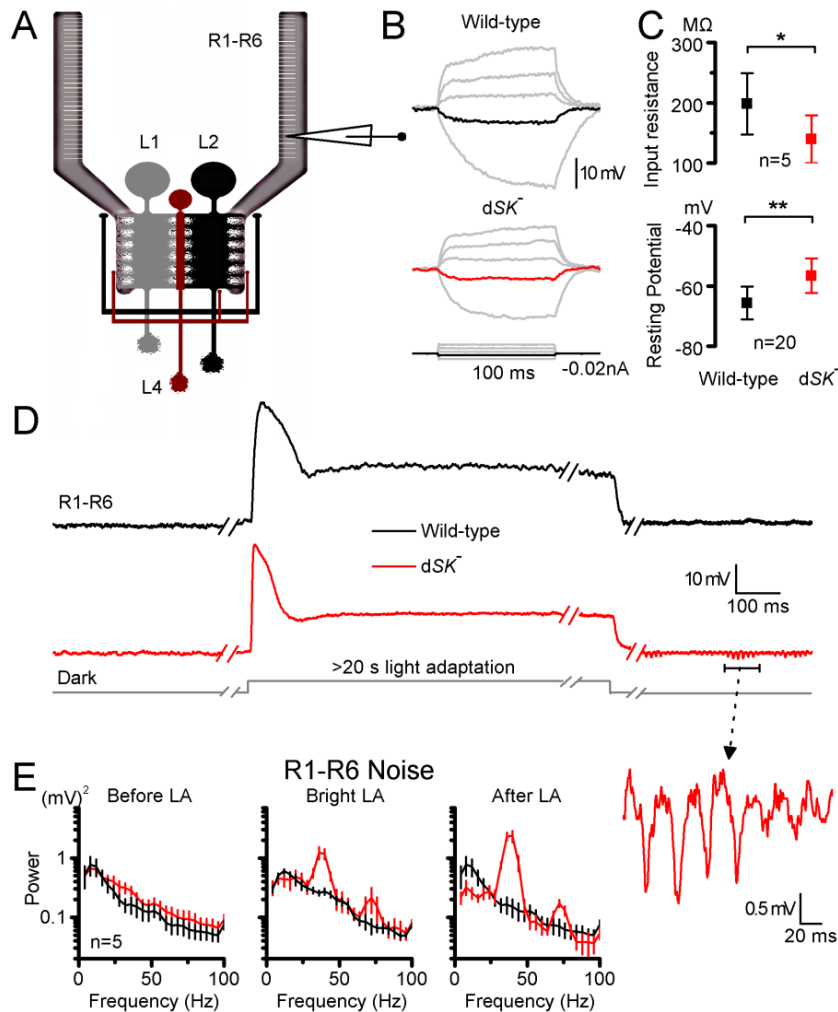 A
R1-R6
L1
L2
L4
B
Wild-type
10 mV
dSK⁻
100 ms
-0.02nA
C
MΩ
300
200
100
Input resistance
*
n=5
mV
-40
-60
-80
Resting Potential
**
n=20
Wild-type
dSK⁻
D
R1-R6
Wild-type
dSK⁻
10 mV
100 ms
Dark
>20 s light adaptation
E
R1-R6 Noise
(mV)²
Before LA
Bright LA
After LA
Power
1
0.1
n=5
0
50
100
0
50
100
0
50
100
Frequency (Hz)
Frequency (Hz)
Frequency (Hz)
0.5 mV
20 ms